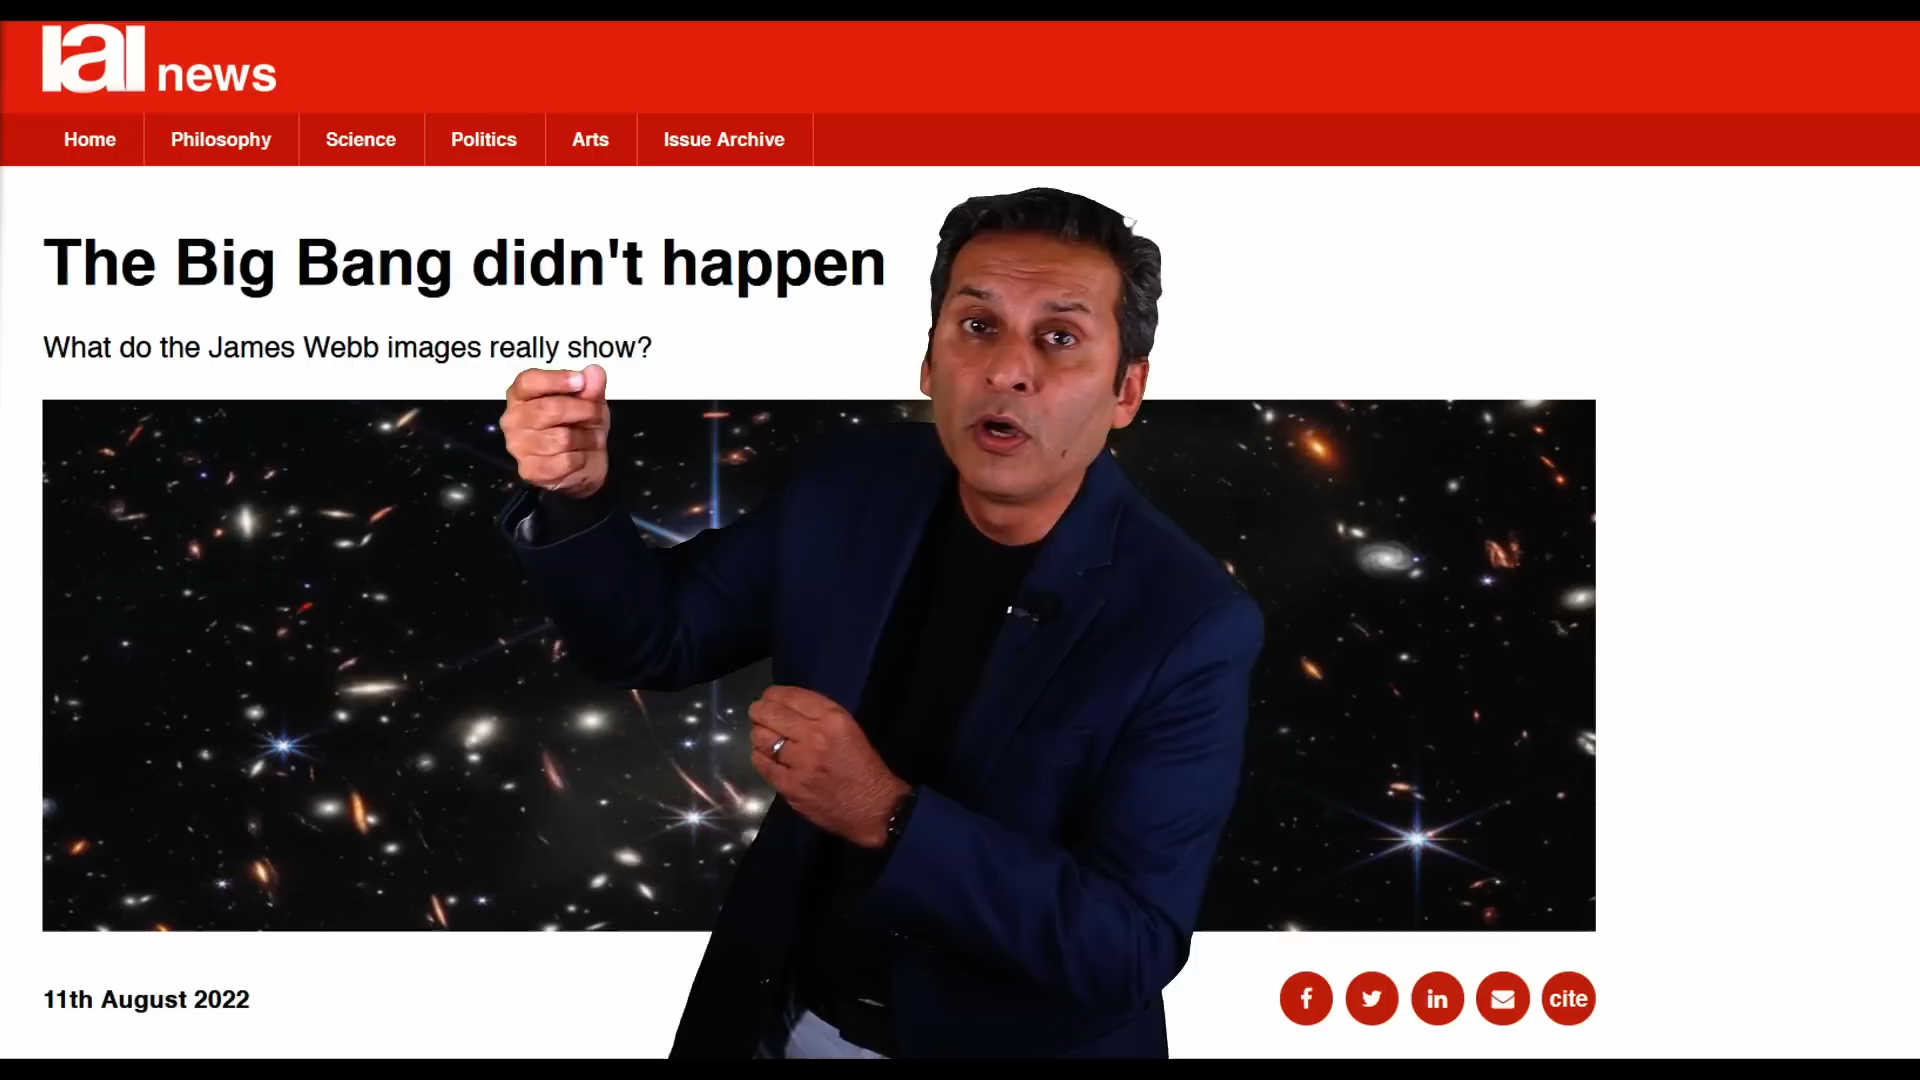 iai news
Home Philosophy Science Politics Arts Issue Archive
The Big Bang didn't happen
What do the James Webb images really show?
11th August 2022
cite